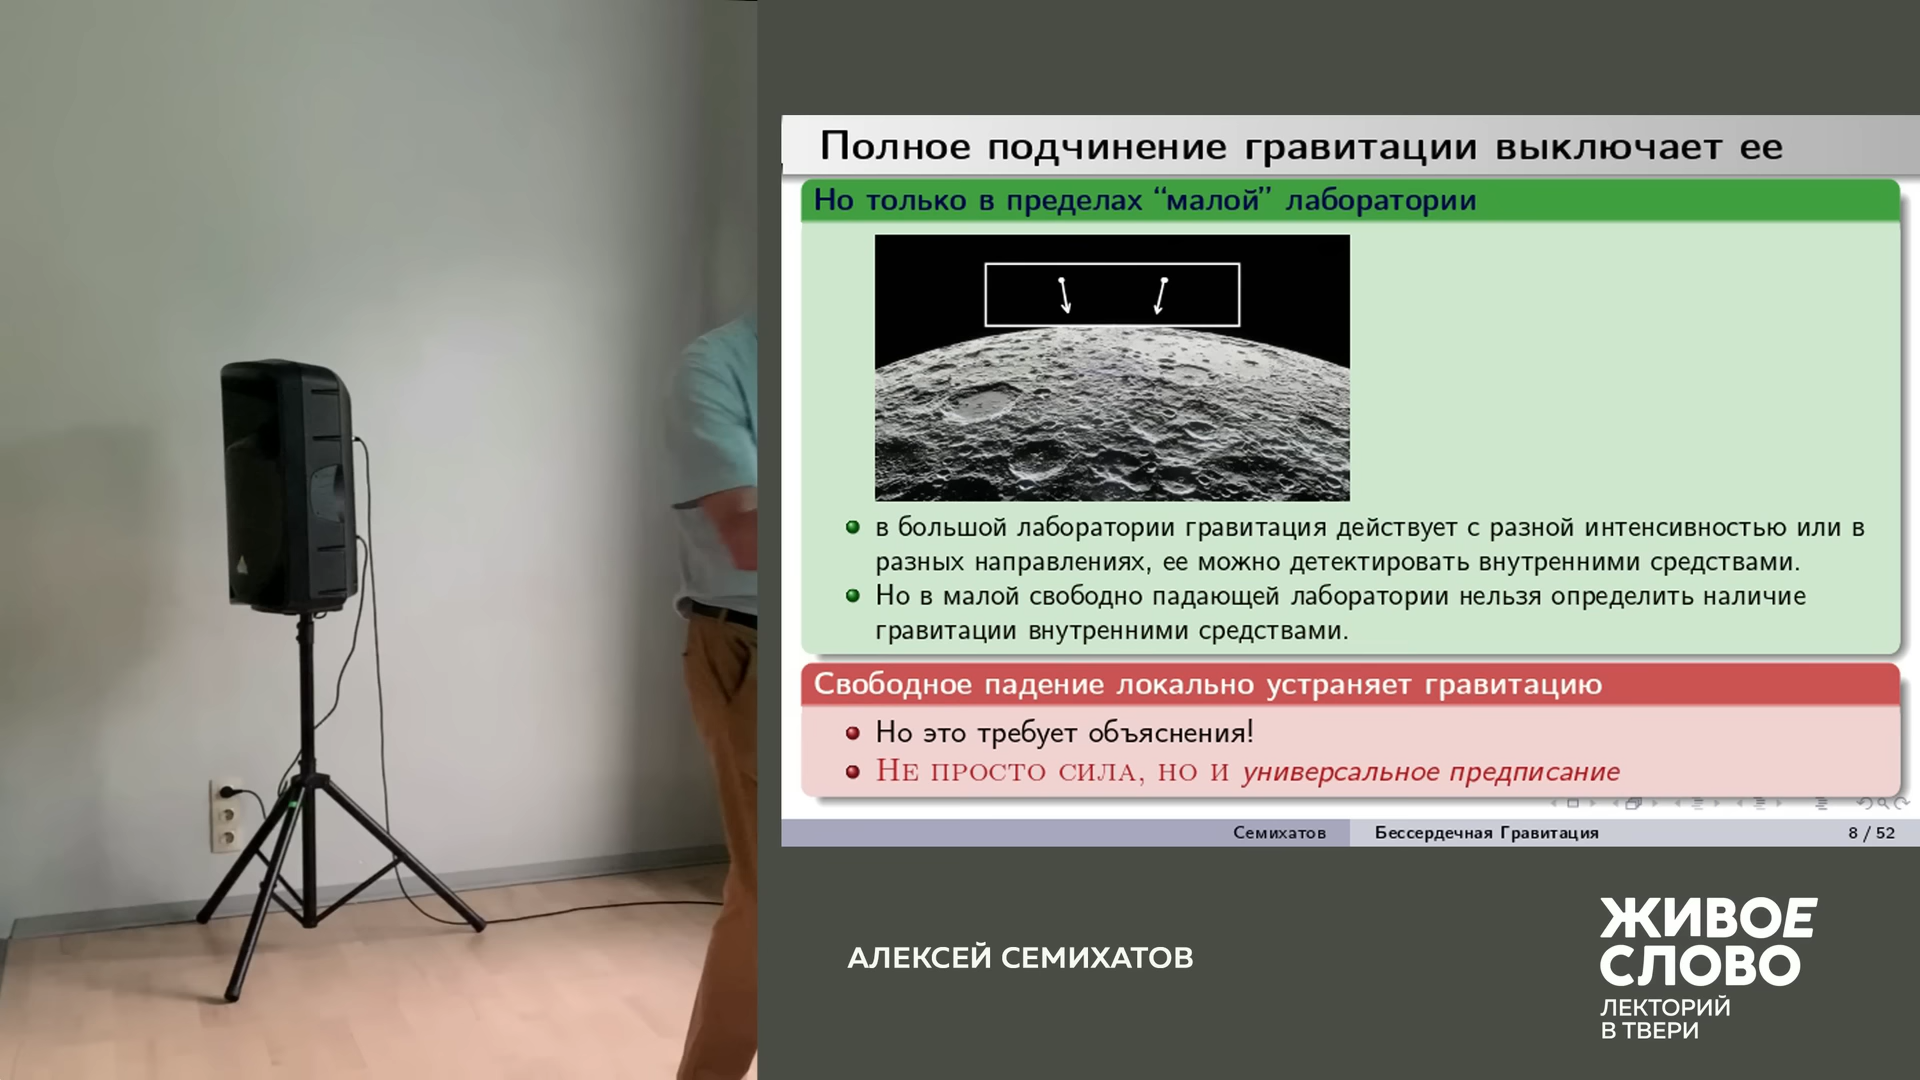 Полное подчинение гравитации выключает ее
Но только в пределах “малой” лаборатории
в большой лаборатории гравитация действует с разной интенсивностью или в
разных направлениях, ее можно детектировать внутренними средствами.
Но в малой свободно падающей лаборатории нельзя определить наличие
гравитации внутренними средствами.
Свободное падение локально устраняет гравитацию
Но это требует объяснения!
Не просто сила, но и универсальное предписание
Семихатов
Бессердечная Гравитация
8 / 52
АЛЕКСЕЙ СЕМИХАТОВ
ЖИВОЕ
СЛОВО
ЛЕКТОРИЙ
В ТВЕРИ